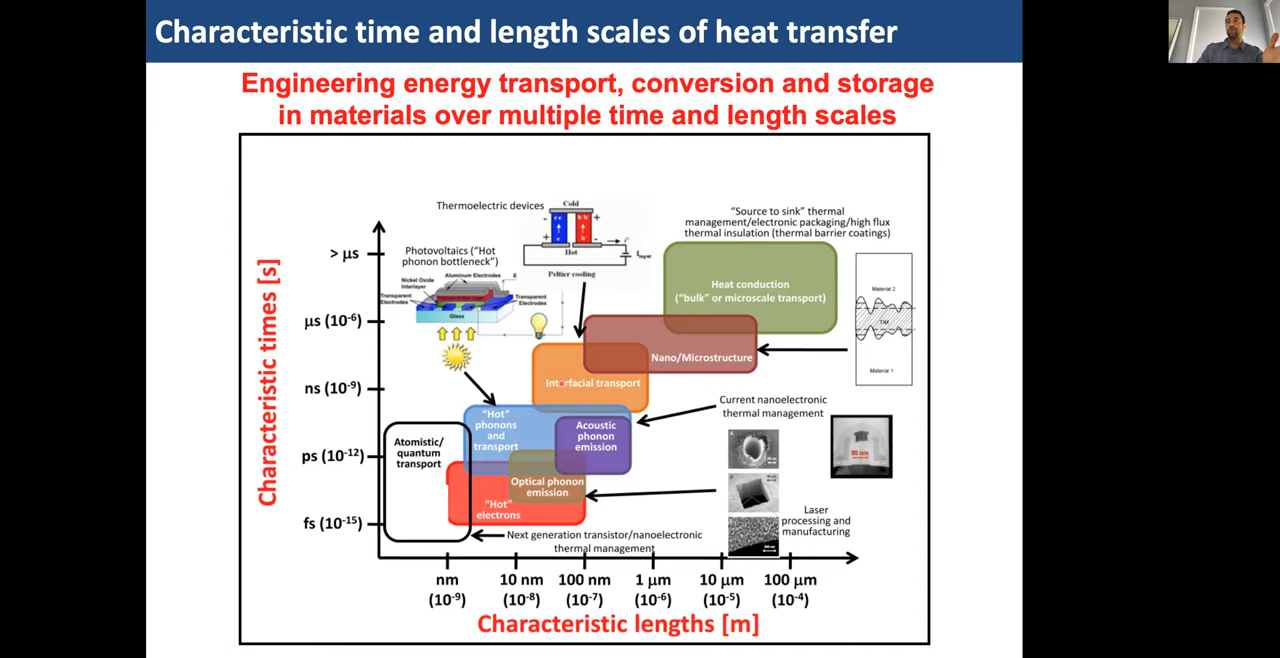 Characteristic time and length scales of heat transfer
Engineering energy transport, conversion and storage
in materials over multiple time and length scales
Characteristic times [s]
> μs
μs (10-6)
ns (10-9)
ps (10-12)
fs (10-15)
Thermoelectric devices
Cold
Hot
Peltier cooling
Photovoltaics ("Hot
phonon bottleneck")
Nickel Oxide
Interlayer
Aluminum Electrodes
E
Transparent
Electrodes
Transparent
Electrodes
Glass
"Source to sink" thermal
management/electronic packaging/high flux
thermal insulation (thermal barrier coatings)
Heat conduction
("bulk" or microscale transport)
Material 2
TIM
Material 1
Nano/Microstructure
Interfacial transport
"Hot"
phonons
and
transport
Acoustic
phonon
emission
Current nanoelectronic
thermal management
Atomistic/
quantum
transport
Optical phonon
emission
"Hot"
electrons
60 nm
Laser
processing and
manufacturing
Next generation transistor/nanoelectronic
thermal management
nm
(10-9)
10 nm
(10-8)
100 nm
(10-7)
1 μm
(10-6)
10 μm
(10-5)
100 μm
(10-4)
Characteristic lengths [m]